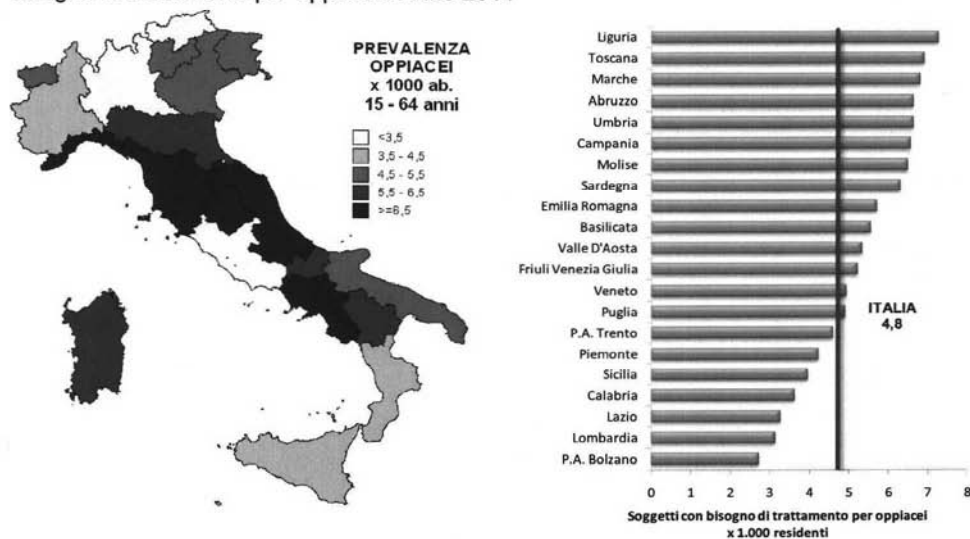 PREVALENZA
OPPIACEI
x 1000 ab.
15 - 64 anni
<3,5
3,5 - 4,5
4,5 - 5,5
5,5 - 6,5
>=6,5
Liguria
Toscana
Marche
Abruzzo
Umbria
Campania
Molise
Sardegna
Emilia Romagna
Basilicata
Valle D'Aosta
Friuli Venezia Giulia
Veneto
Puglia
P.A. Trento
Piemonte
Sicilia
Calabria
Lazio
Lombardia
P.A. Bolzano
ITALIA
4,8
0 1 2 3 4 5 6 7 8
Soggetti con bisogno di trattamento per oppiacei
x 1.000 residenti